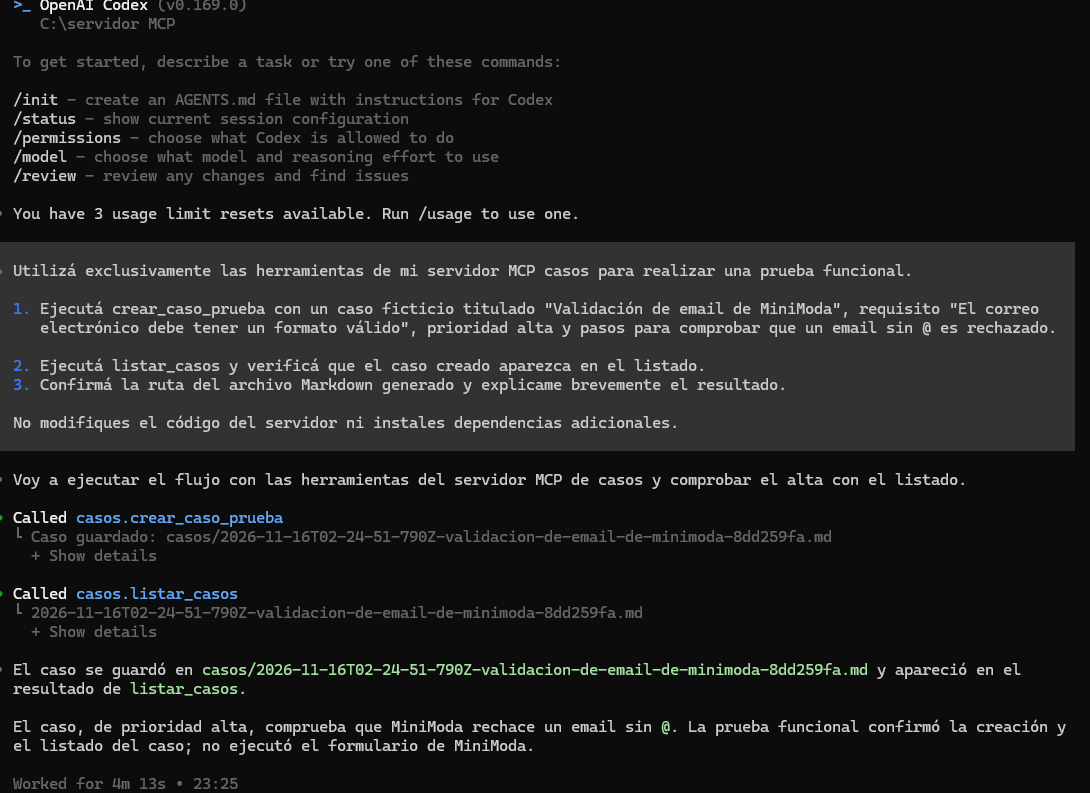 >_ OpenAI Codex (v0.169.0)
C:\servidor MCP
To get started, describe a task or try one of these commands:
/init – create an AGENTS.md file with instructions for Codex
/status – show current session configuration
/permissions – choose what Codex is allowed to do
/model – choose what model and reasoning effort to use
/review – review any changes and find issues
• You have 3 usage limit resets available. Run /usage to use one.
Utilizá exclusivamente las herramientas de mi servidor MCP casos para realizar una prueba funcional.
1. Ejecutá crear_caso_prueba con un caso ficticio titulado "Validación de email de MiniModa", requisito "El correo
electrónico debe tener un formato válido", prioridad alta y pasos para comprobar que un email sin @ es rechazado.
2. Ejecutá listar_casos y verificá que el caso creado aparezca en el listado.
3. Confirmá la ruta del archivo Markdown generado y explicame brevemente el resultado.
No modifiques el código del servidor ni instales dependencias adicionales.
• Voy a ejecutar el flujo con las herramientas del servidor MCP de casos y comprobar el alta con el listado.
• Called casos.crear_caso_prueba
└ Caso guardado: casos/2026-11-16T02-24-51-790Z-validacion-de-email-de-minimoda-8dd259fa.md
+ Show details
• Called casos.listar_casos
└ 2026-11-16T02-24-51-790Z-validacion-de-email-de-minimoda-8dd259fa.md
+ Show details
• El caso se guardó en casos/2026-11-16T02-24-51-790Z-validacion-de-email-de-minimoda-8dd259fa.md y apareció en el
resultado de listar_casos.
El caso, de prioridad alta, comprueba que MiniModa rechace un email sin @. La prueba funcional confirmó la creación y
el listado del caso; no ejecutó el formulario de MiniModa.
Worked for 4m 13s • 23:25